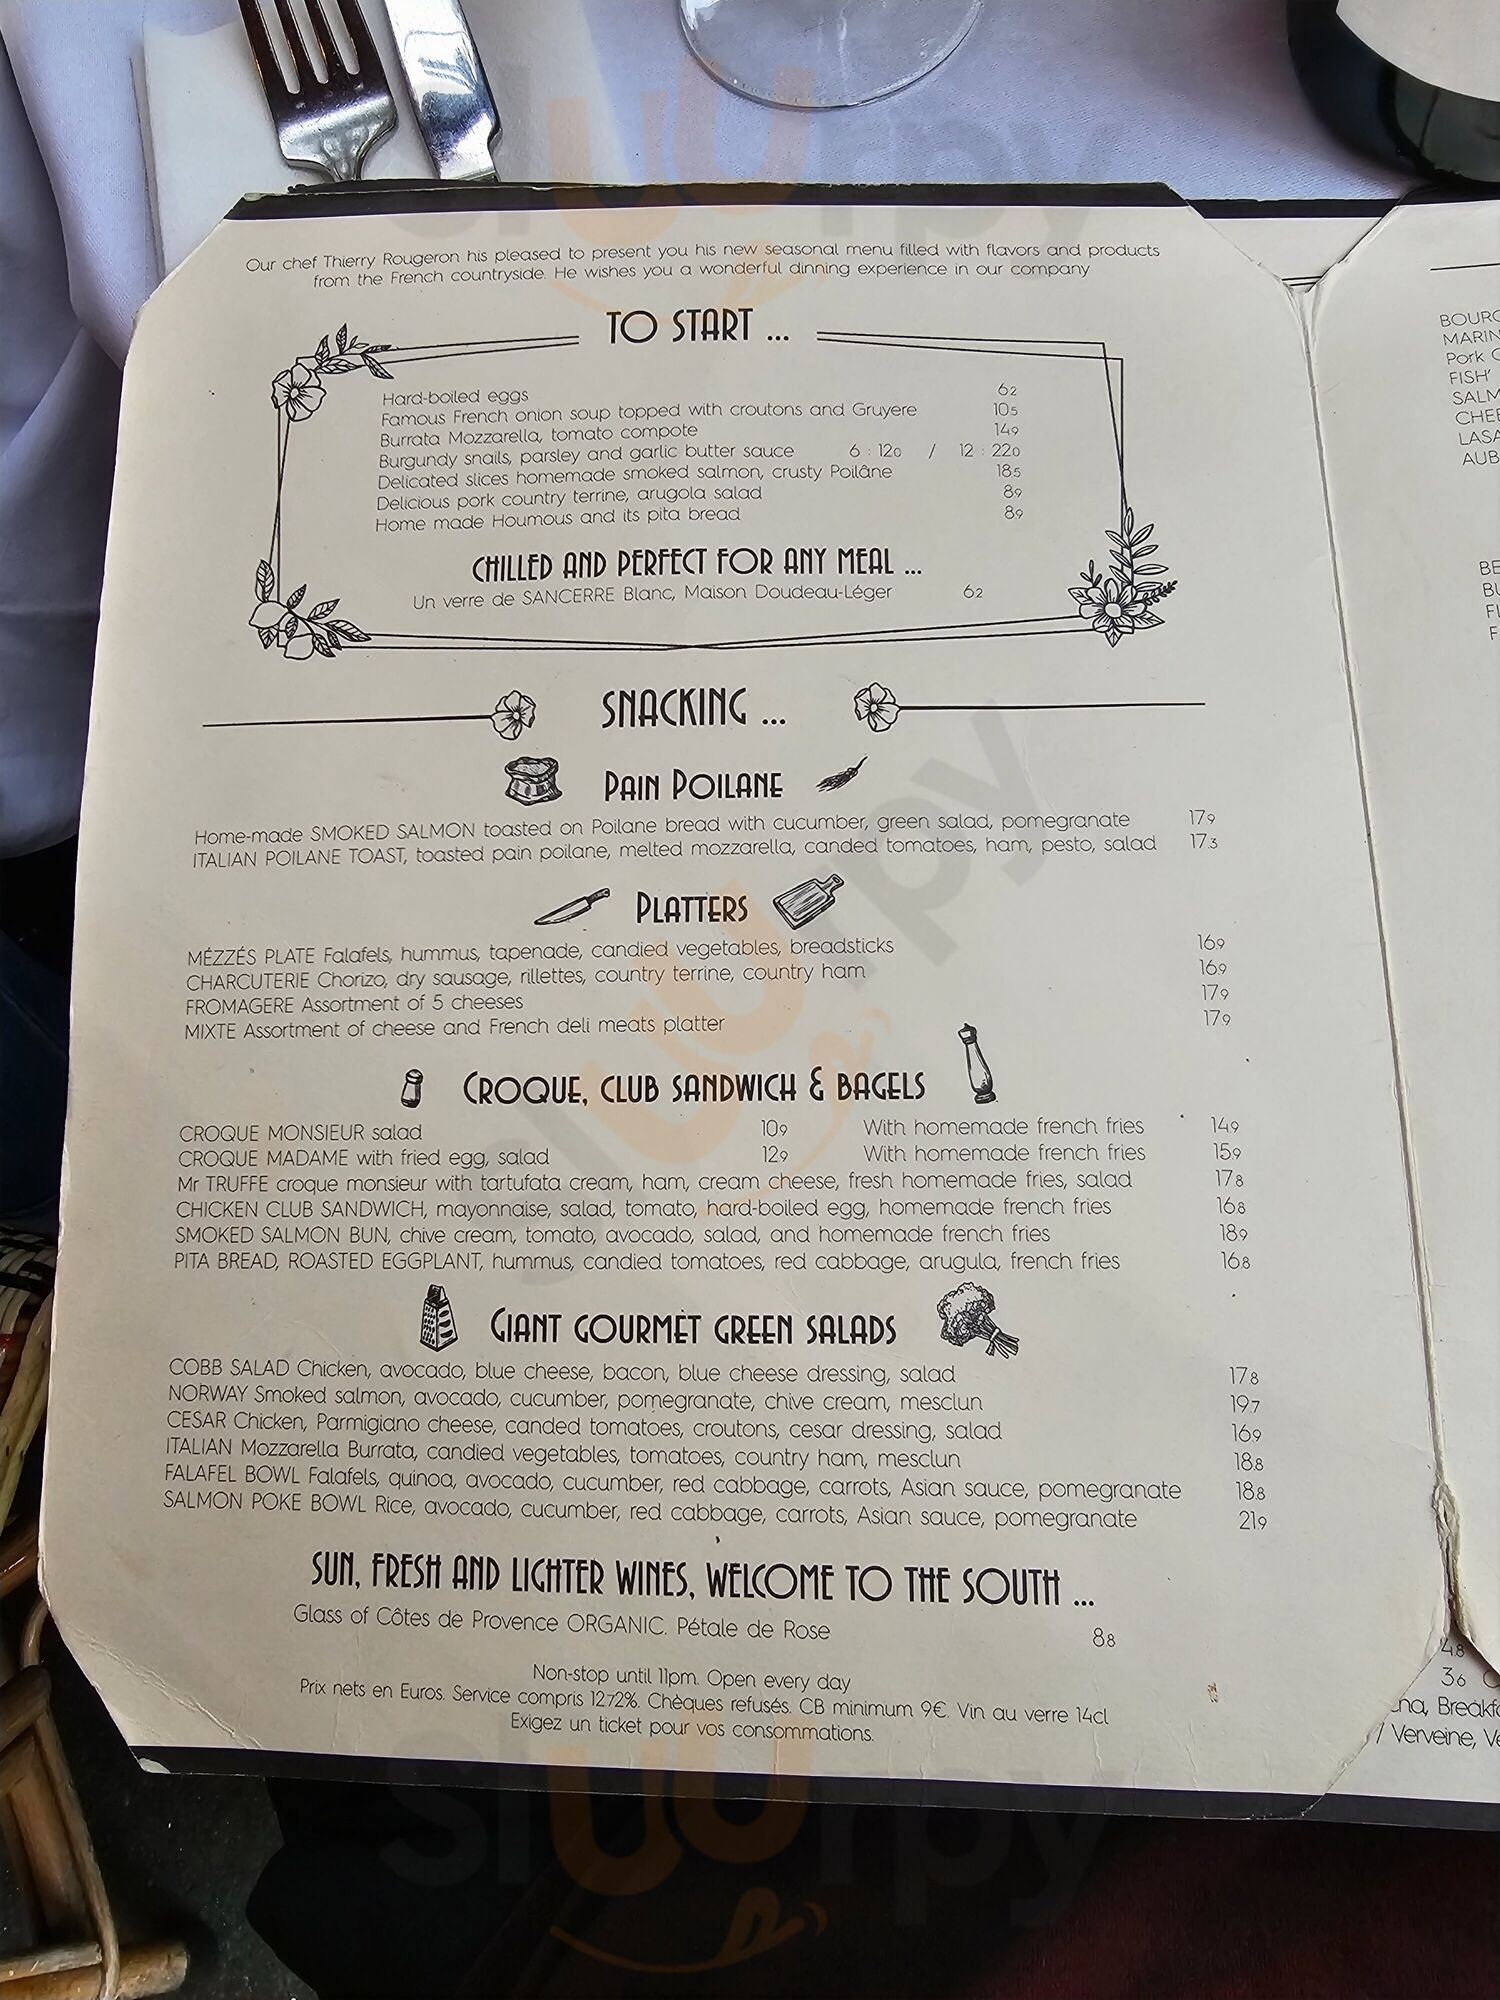 Our chef Thierry Rougeron his pleased to present you his new seasonal menu filled with flavors and products
from the French countryside. He wishes you a wonderful dinning experience in our company
TO START ...
Hard-boiled eggs 62
Famous French onion soup topped with croutons and Gruyere 105
Burrata Mozzarella, tomato compote 149
Burgundy snails, parsley and garlic butter sauce 6 : 120 / 12 : 220
Delicated slices homemade smoked salmon, crusty Poilâne 185
Delicious pork country terrine, arugola salad 89
Home made Houmous and its pita bread 89
CHILLED AND PERFECT FOR ANY MEAL ...
Un verre de SANCERRE Blanc, Maison Doudeau-Léger 62
SNACKING ...
PAIN POILANE
Home-made SMOKED SALMON toasted on Poilane bread with cucumber, green salad, pomegranate 179
ITALIAN POILANE TOAST, toasted pain poilane, melted mozzarella, canded tomatoes, ham, pesto, salad 173
PLATTERS
MÉZZÉS PLATE Falafels, hummus, tapenade, candied vegetables, breadsticks 169
CHARCUTERIE Chorizo, dry sausage, rillettes, country terrine, country ham 169
FROMAGERE Assortment of 5 cheeses 179
MIXTE Assortment of cheese and French deli meats platter 179
CROQUE, CLUB SANDWICH & BAGELS
CROQUE MONSIEUR salad 109 With homemade french fries 149
CROQUE MADAME with fried egg, salad 129 With homemade french fries 159
Mr TRUFFE croque monsieur with tartufata cream, ham, cream cheese, fresh homemade fries, salad 178
CHICKEN CLUB SANDWICH, mayonnaise, salad, tomato, hard-boiled egg, homemade french fries 168
SMOKED SALMON BUN, chive cream, tomato, avocado, salad, and homemade french fries 189
PITA BREAD, ROASTED EGGPLANT, hummus, candied tomatoes, red cabbage, arugula, french fries 168
GIANT GOURMET GREEN SALADS
COBB SALAD Chicken, avocado, blue cheese, bacon, blue cheese dressing, salad 178
NORWAY Smoked salmon, avocado, cucumber, pomegranate, chive cream, mesclun 197
CESAR Chicken, Parmigiano cheese, canded tomatoes, croutons, cesar dressing, salad 169
ITALIAN Mozzarella Burrata, candied vegetables, tomatoes, country ham, mesclun 188
FALAFEL BOWL Falafels, quinoa, avocado, cucumber, red cabbage, carrots, Asian sauce, pomegranate 188
SALMON POKE BOWL Rice, avocado, cucumber, red cabbage, carrots, Asian sauce, pomegranate 219
SUN, FRESH AND LIGHTER WINES, WELCOME TO THE SOUTH ...
Glass of Côtes de Provence ORGANIC. Pétale de Rose 88
Non-stop until 11pm. Open every day
Prix nets en Euros. Service compris 12.72%. Chèques refusés. CB minimum 9€. Vin au verre 14cl
Exigez un ticket pour vos consommations.
BOURG
MARIN
Pork
FISH'
SALM
CHEE
LASA
AUB
BE
BU
FI
F
48
36
Breakf
/ Verveine, Ve
sluurpy
sluurpy
sluurpy